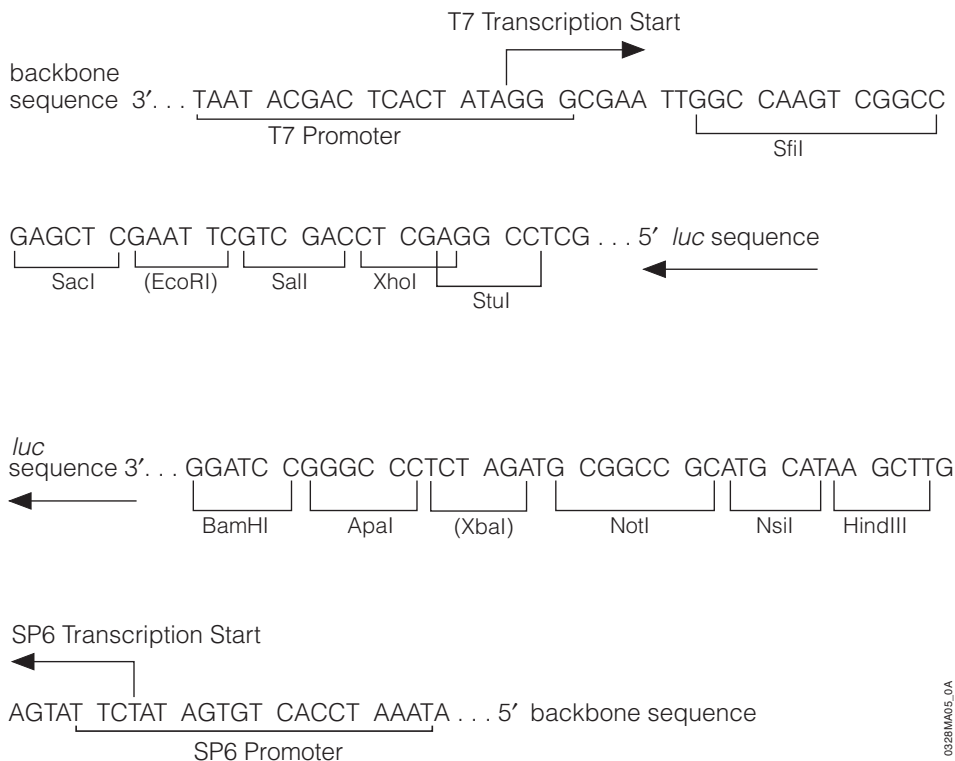 T7 Transcription Start
backbone
sequence 3′. . . TAAT ACGAC TCACT ATAGG GCGAA TTGGC CAAGT CGGCC
T7 Promoter
SfiI
GAGCT CGAAT TCGTC GACCT CGAGG CCTCG . . . 5′ luc sequence
SacI (EcoRI) SalI XhoI
StuI
luc
sequence 3′. . . GGATC CGGGC CCTCT AGATG CGGCC GCATG CATAA GCTTG
BamHI ApaI (XbaI) NotI NsiI HindIII
SP6 Transcription Start
AGTAT TCTAT AGTGT CACCT AAATA . . . 5′ backbone sequence
SP6 Promoter
0328MA05_0A